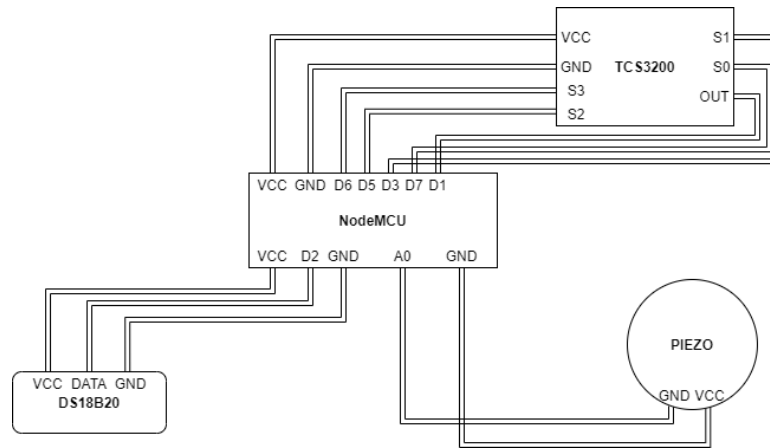 VCC S1
GND TCS3200 S0
S3
OUT
S2
VCC GND D6 D5 D3 D7 D1
NodeMCU
VCC D2 GND A0 GND
PIEZO
VCC DATA GND
GND VCC
DS18B20